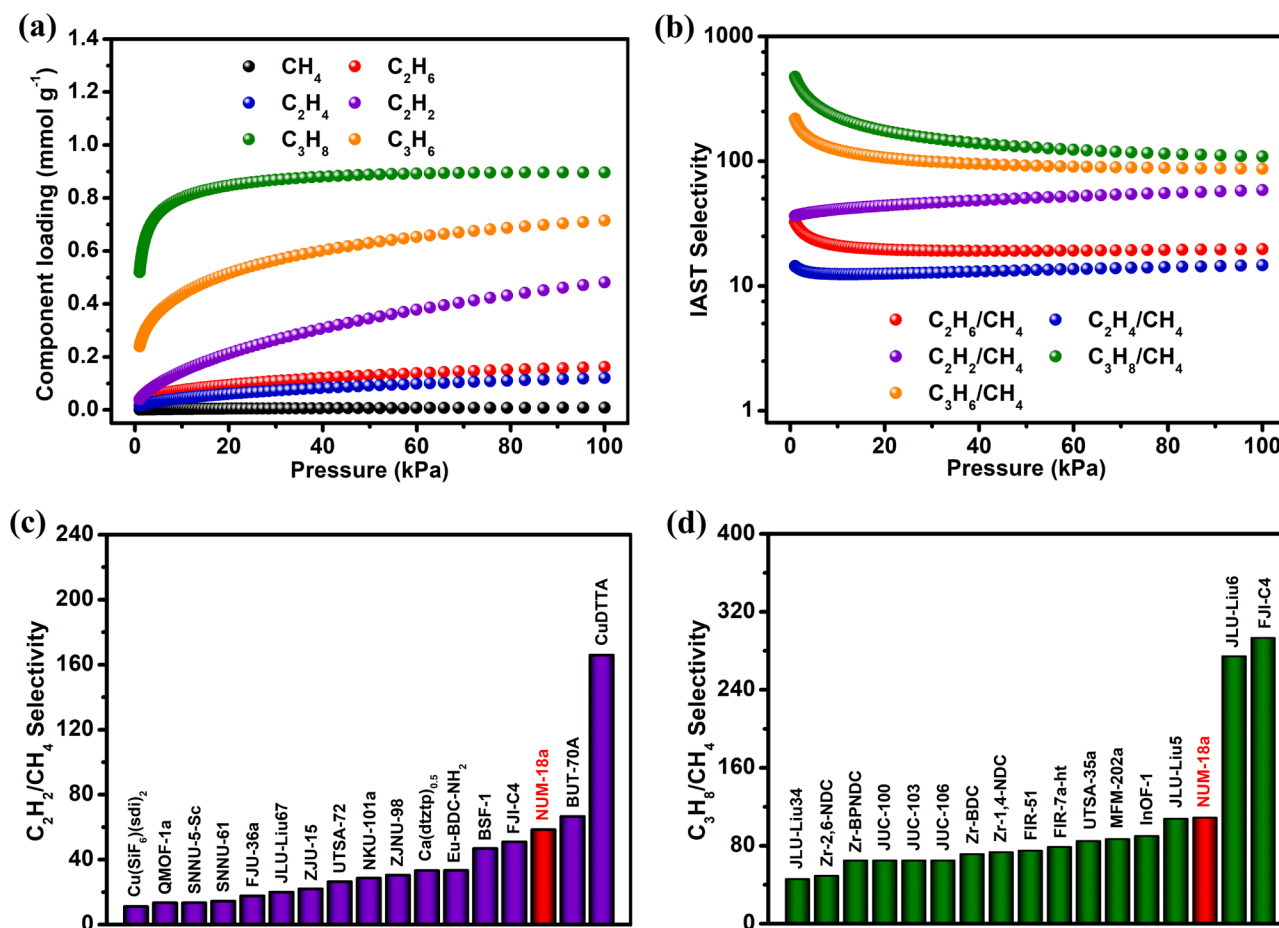 (a)
Component loading (mmol g⁻¹)
1.4
1.2
1.0
0.8
0.6
0.4
0.2
0.0
CH₄ C₂H₆
C₂H₄ C₂H₂
C₃H₈ C₃H₆
0 20 40 60 80 100
Pressure (kPa)
(b)
IAST Selectivity
1000
100
10
1
C₂H₆/CH₄ C₂H₄/CH₄
C₂H₂/CH₄ C₃H₈/CH₄
C₃H₆/CH₄
0 20 40 60 80 100
Pressure (kPa)
(c)
C₂H₂/CH₄ Selectivity
240
200
160
120
80
40
0
Cu(SiF₆)(sdi)₂
QMOF-1a
SNNU-5-Sc
SNNU-61
FJU-36a
JLU-Liu67
ZJU-15
UTSA-72
NKU-101a
ZJNU-98
Ca(dtztp)₀.₅
Eu-BDC-NH₂
BSF-1
FJI-C4
NUM-18a
BUT-70A
CuDTTA
(d)
C₃H₈/CH₄ Selectivity
400
320
240
160
80
0
JLU-Liu34
Zr-2,6-NDC
Zr-BPNDC
JUC-100
JUC-103
JUC-106
Zr-BDC
Zr-1,4-NDC
FIR-51
FIR-7a-ht
UTSA-35a
MFM-202a
InOF-1
JLU-Liu5
NUM-18a
JLU-Liu6
FJI-C4